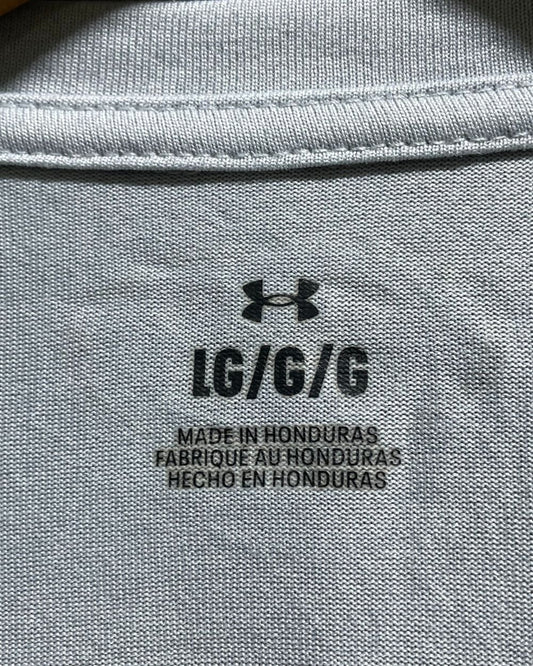 LG/G/G
MADE IN HONDURAS
FABRIQUE AU HONDURAS
HECHO EN HONDURAS